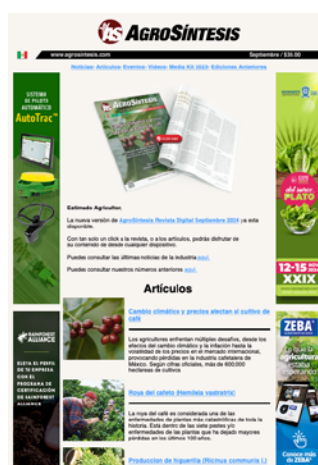 AGROSÍNTESIS
www.agrosintesis.com
Septiembre / $30.00
Noticias- Artículos- Eventos- Videos- Media Kit 2023- Ediciones Anteriores
SISTEMA
DE PILOTO
AUTOMÁTICO
AutoTrac™
AGROSÍNTESIS
Estimado Agricultor.
La nueva versión de AgroSíntesis Revista Digital Septiembre 2024 ya esta
disponible.
Con tan solo un click a la revista, o a los artículos, podrás disfrutar de
su contenido de desde cualquier dispositivo.
Puedes consultar las últimas noticias de la industria aquí.
Puedes consultar nuestros números anteriores aquí.
Artículos
Cambio climático y precios afectan al cultivo de
café
Los agricultores enfrentan múltiples desafíos, desde los
efectos del cambio climático y la inflación hasta la
volatilidad de los precios en el mercado internacional,
provocando pérdidas en la industria cafetalera de
México. Según cifras oficiales, más de 600,000
hectáreas de cultivos
Roya del cafeto (Hemileia vastratrix)
La roya del café es considerada una de las
enfermedades de plantas más catastróficas de toda la
historia. Está dentro de las siete pestes y/o
enfermedades de las plantas que ha dejado mayores
pérdidas en los últimos 100 años.
Produccion de higuerilla (Ricinus communis l.)
RAINFOREST
ALLIANCE
ELEVA EL PERFIL
DE TU EMPRESA
CON EL
PROGRAMA DE
CERTIFICACIÓN
DE RAINFOREST
ALLIANCE
del surco
PLATO
12-15
XXIX
ZEBA
agricultura
estaba
esperando
Conoce más
de ZEBA